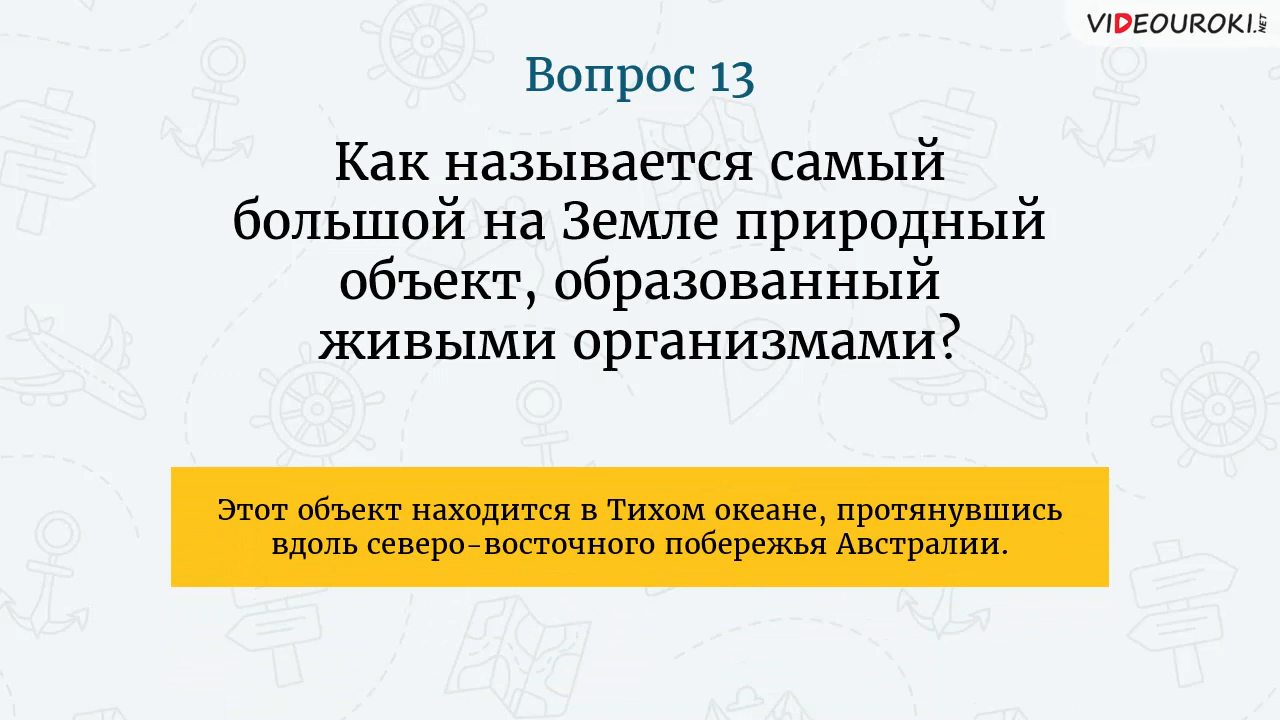 VIDEOUROKI.NET
Вопрос 13
Как называется самый
большой на Земле природный
объект, образованный
живыми организмами?
Этот объект находится в Тихом океане, протянувшись
вдоль северо-восточного побережья Австралии.